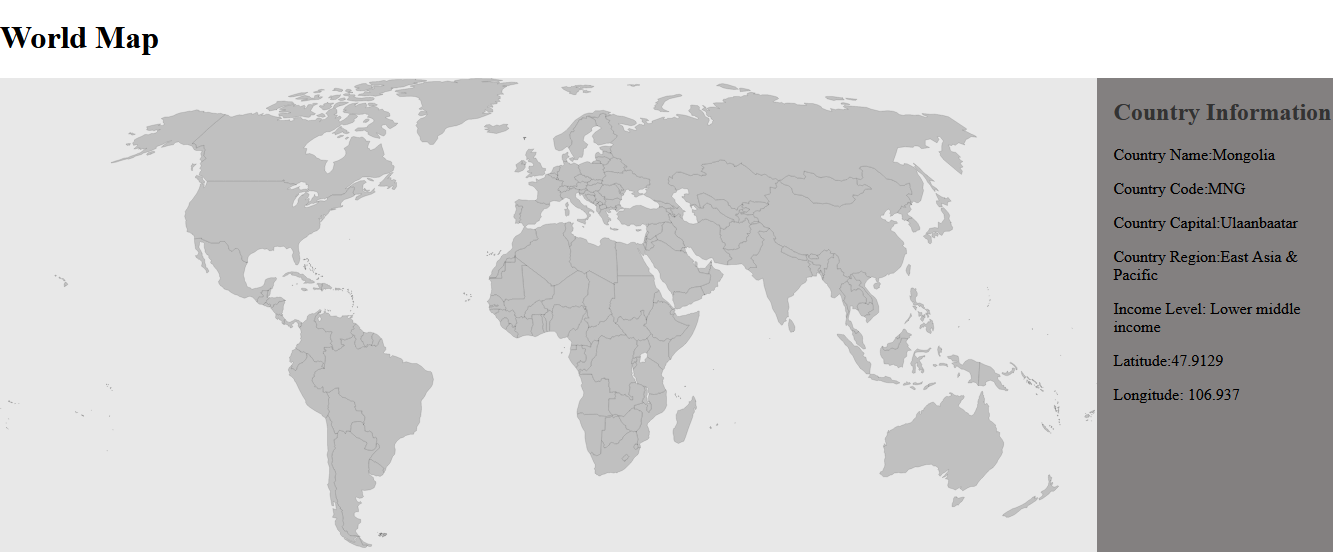 World Map
Country Information
Country Name:Mongolia
Country Code:MNG
Country Capital:Ulaanbaatar
Country Region:East Asia &
Pacific
Income Level: Lower middle
income
Latitude:47.9129
Longitude: 106.937